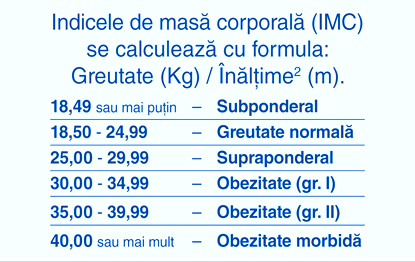 Indicele de masă corporală (IMC)
se calculează cu formula:
Greutate (Kg) / Înălțime² (m).
18,49 sau mai puțin – Subponderal
18,50 - 24,99 – Greutate normală
25,00 - 29,99 – Supraponderal
30,00 - 34,99 – Obezitate (gr. I)
35,00 - 39,99 – Obezitate (gr. II)
40,00 sau mai mult – Obezitate morbidă